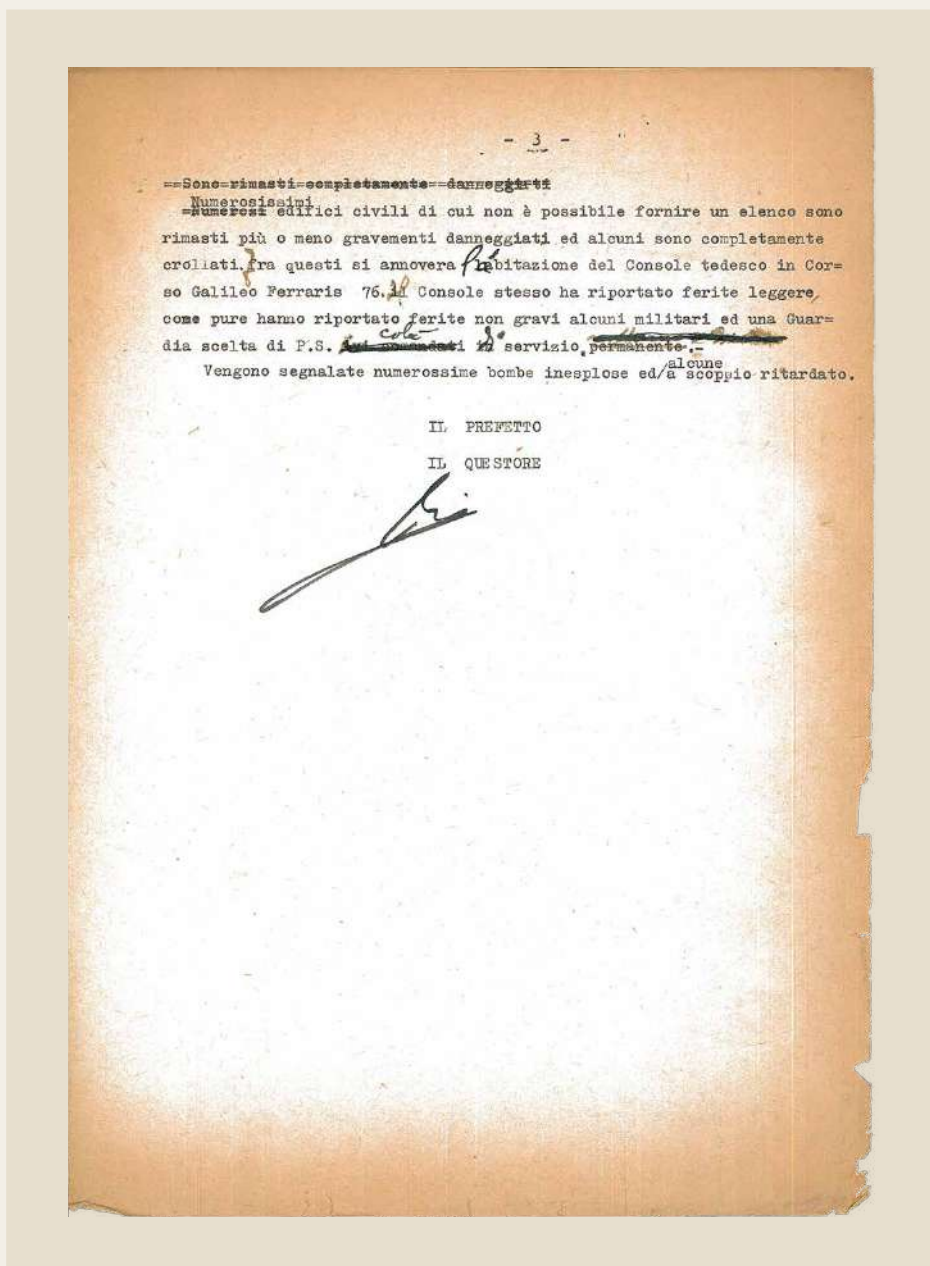 - 3 -
==Sono=rimasti=completamente==danneggiati
Numerosissimi
=Numerosi edifici civili di cui non è possibile fornire un elenco sono
rimasti più o meno gravementi danneggiati ed alcuni sono completamente
crollati. fra questi si annovera l'abitazione del Console tedesco in Cor=
so Galileo Ferraris 76. il Console stesso ha riportato ferite leggere,
come pure hanno riportato ferite non gravi alcuni militari ed una Guar=
colà
dia scelta di P.S. ivi comandati di servizio permanente.=
alcune
Vengono segnalate numerossime bombe inesplose ed/a scoppio ritardato.
IL PREFETTO
IL QUESTORE